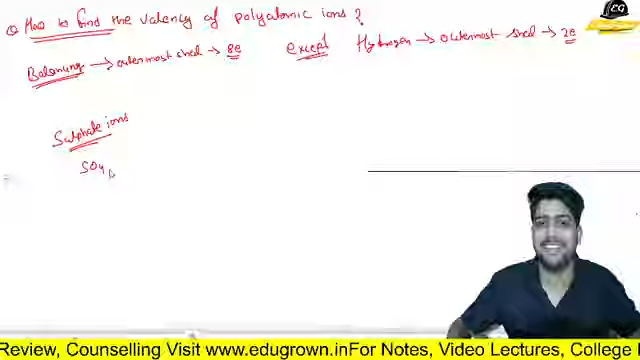 Q How to find the valency of polyatomic ions ?
Balancing → outermost shell → 8e except Hydrogen → outermost shell → 2e
Sulphate ions
SO4
EG
Review, Counselling Visit www.edugrown.inFor Notes, Video Lectures, College